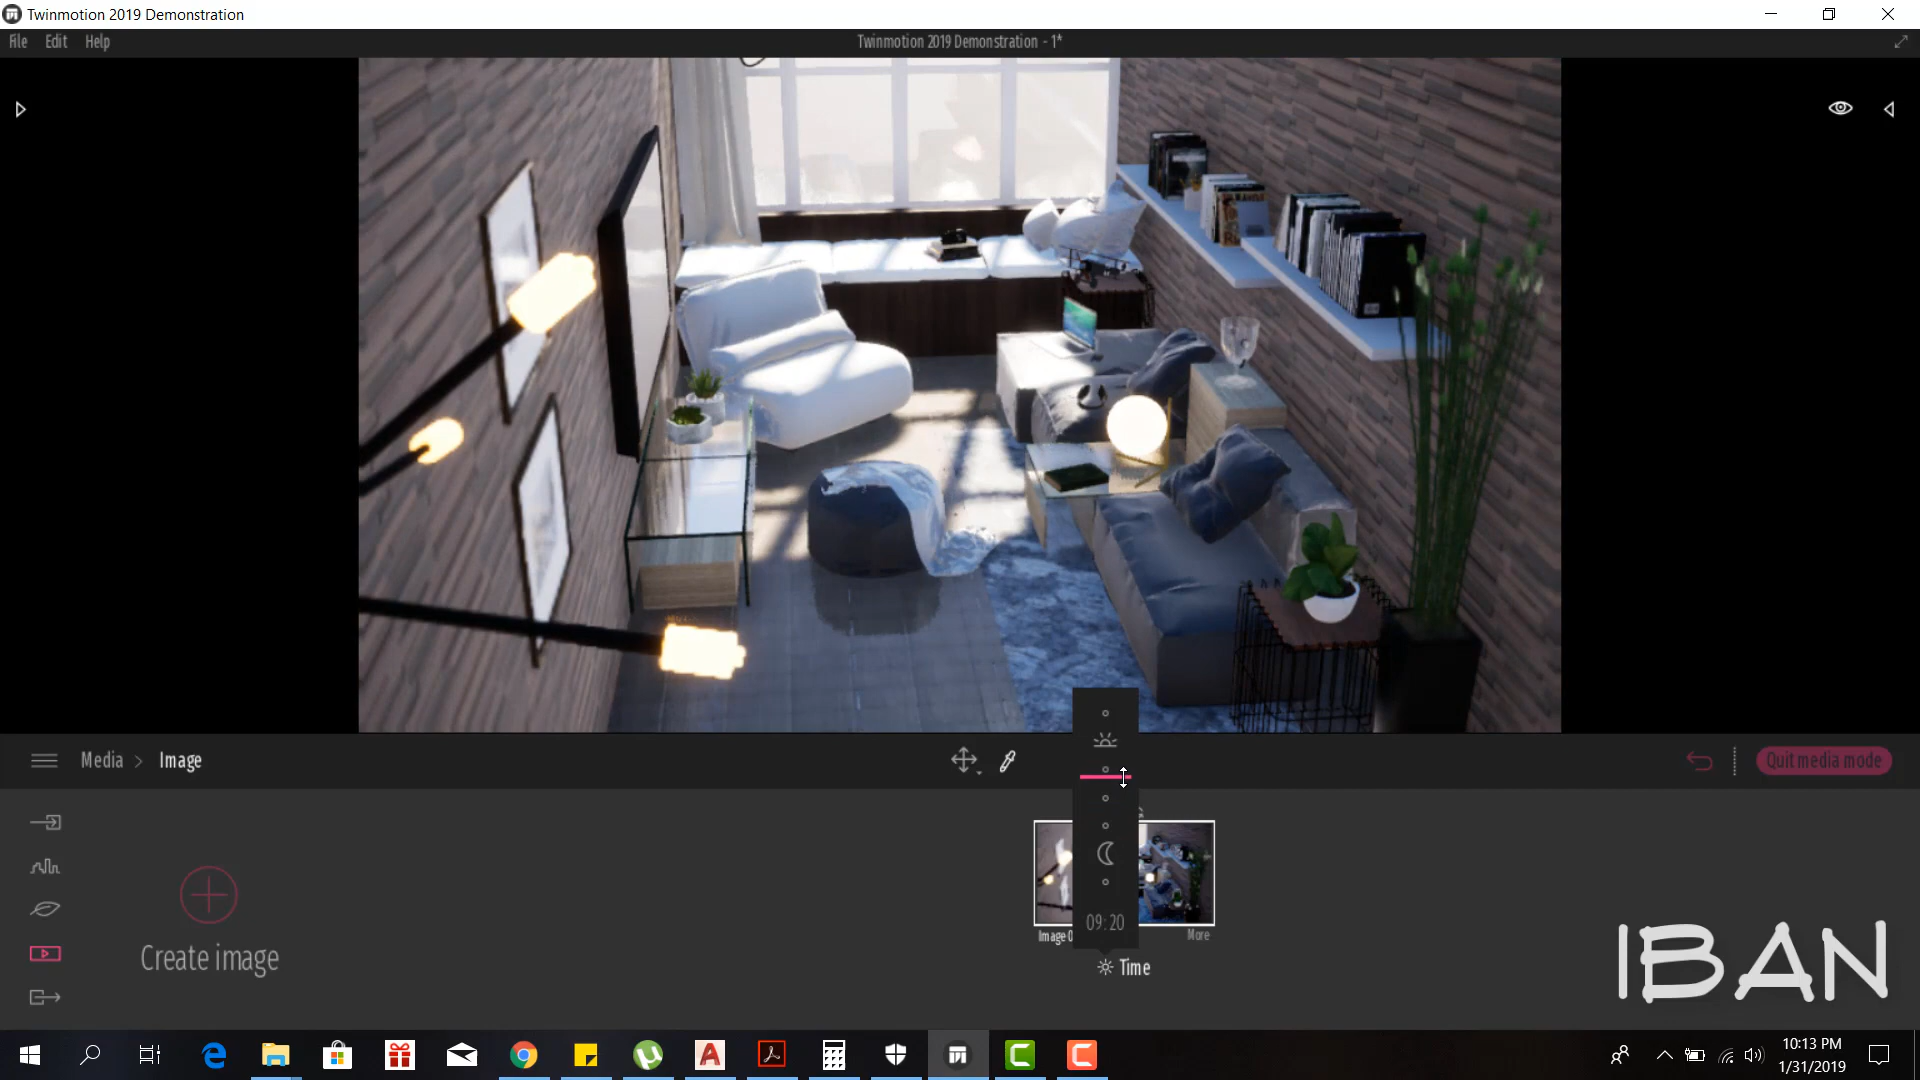 Twinmotion 2019 Demonstration
File Edit Help
Twinmotion 2019 Demonstration - 1*
Media > Image
Quit media mode
Create image
09:20
Image 0
More
Time
IBAN
10:13 PM
1/31/2019